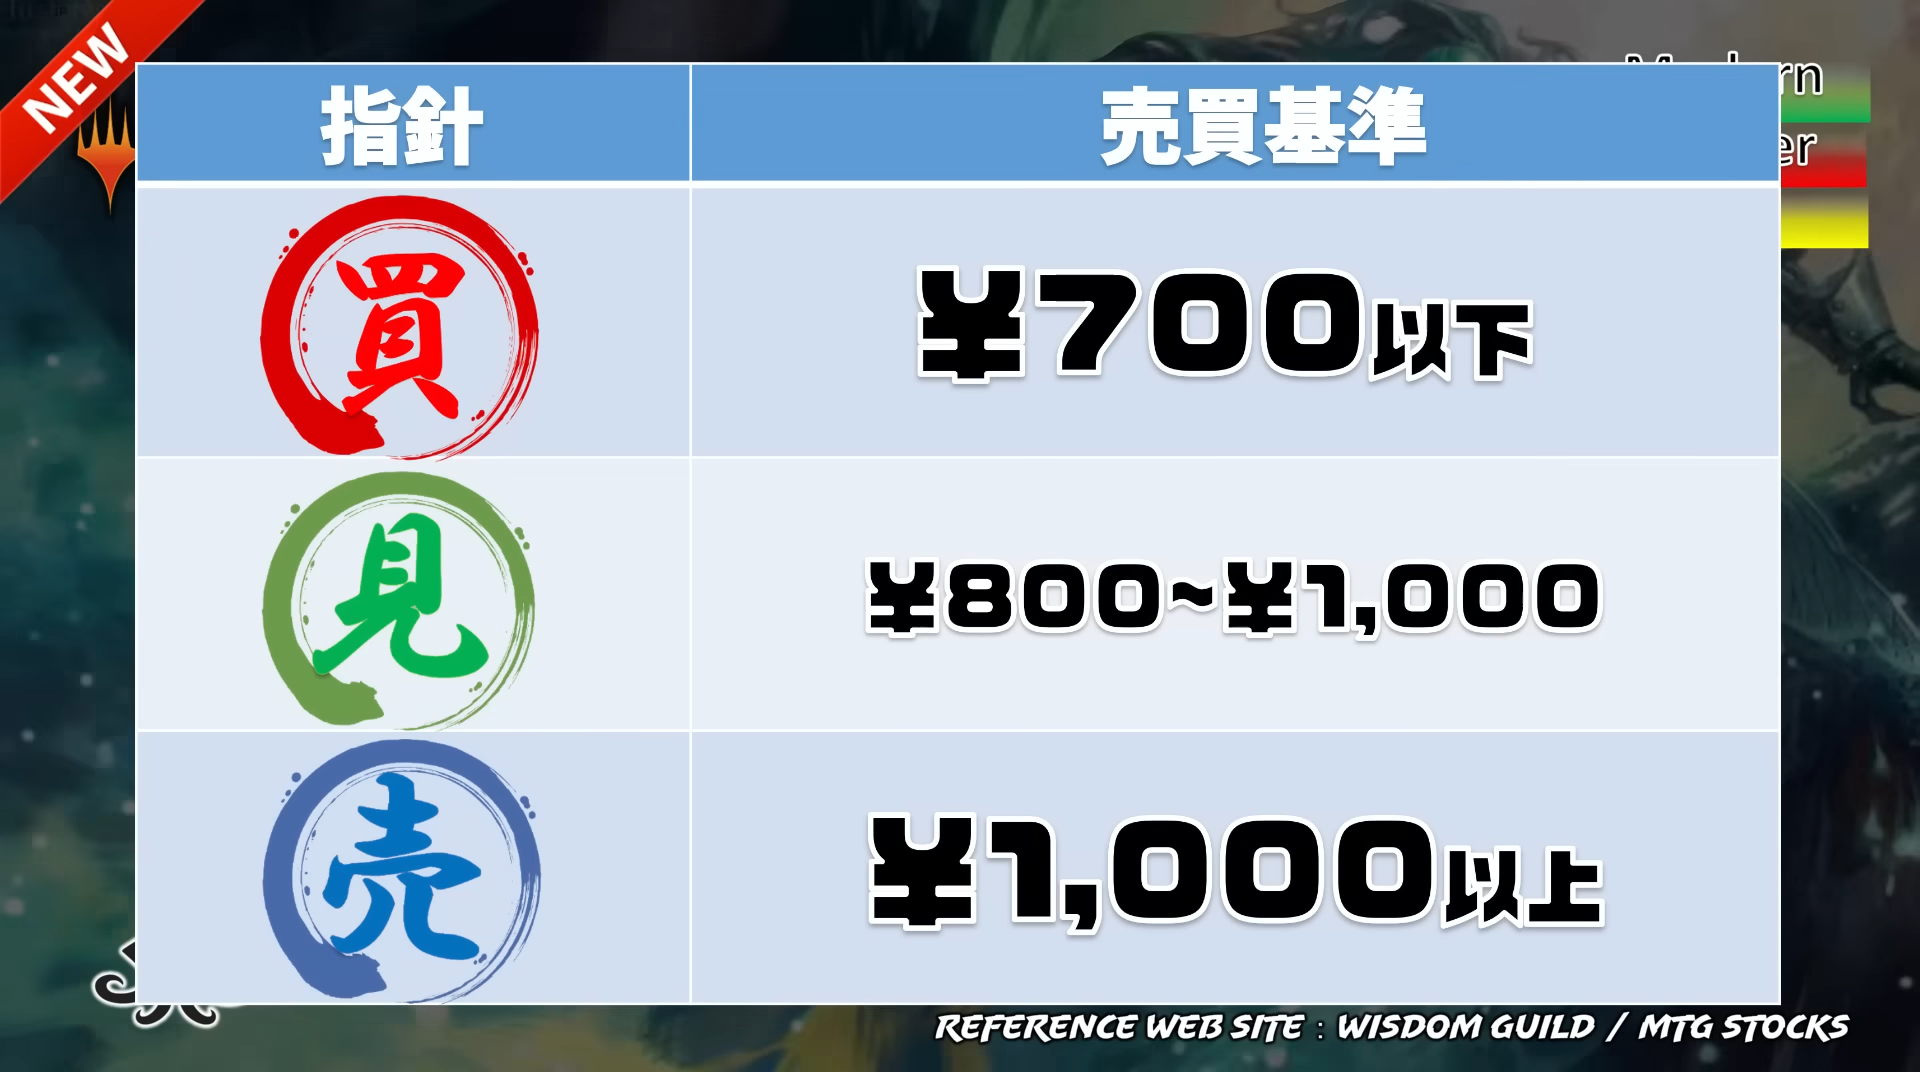 NEW
指針
売買基準
買
¥700以下
見
¥800~¥1,000
売
¥1,000以上
REFERENCE WEB SITE : WISDOM GUILD / MTG STOCKS